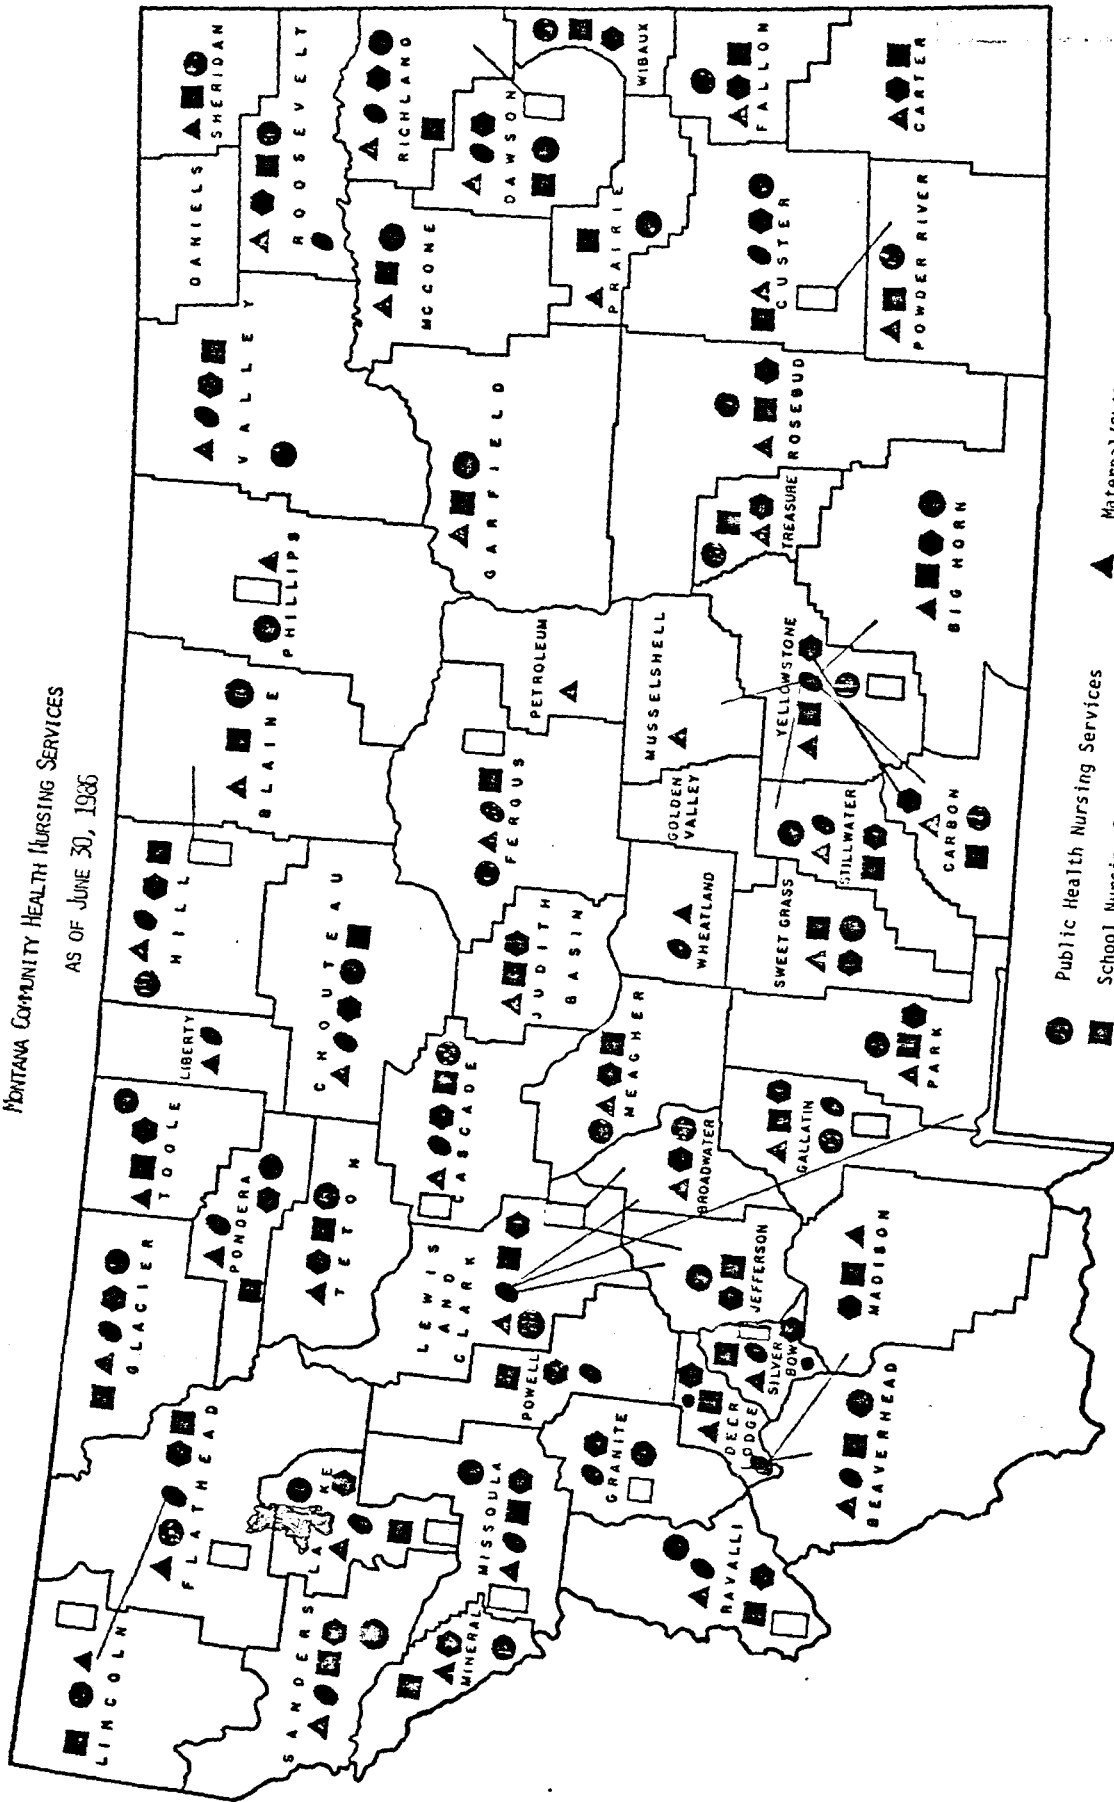 MONTANA COMMUNITY HEALTH NURSING SERVICES
AS OF JUNE 30, 1986
LINCOLN
FLATHEAD
GLACIER
TOOLE
LIBERTY
HILL
BLAINE
PHILLIPS
VALLEY
DANIELS
SHERIDAN
ROOSEVELT
SANDERS
LAKE
PONDERA
TETON
CHOUTEAU
RICHLAND
MCCONE
DAWSON
WIBAUX
PRAIRIE
GARFIELD
PETROLEUM
FERGUS
JUDITH
BASIN
CASCADE
LEWIS
AND
CLARK
POWELL
MISSOULA
MINERAL
GRANITE
RAVALLI
DEER
LODGE
SILVER
BOW
JEFFERSON
BROADWATER
MEAGHER
WHEATLAND
GOLDEN
VALLEY
MUSSELSHELL
TREASURE
ROSEBUD
CUSTER
FALLON
CARTER
POWDER RIVER
BIG HORN
YELLOWSTONE
STILLWATER
CARBON
SWEET GRASS
PARK
GALLATIN
MADISON
BEAVERHEAD
Public Health Nursing Services
School Nursing